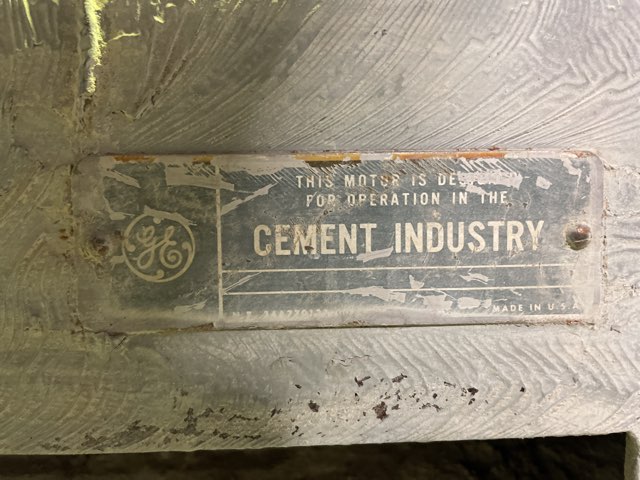 THIS MOTOR IS
FOR OPERATION IN THE
GE
CEMENT INDUSTRY
MADE IN U.S.A.